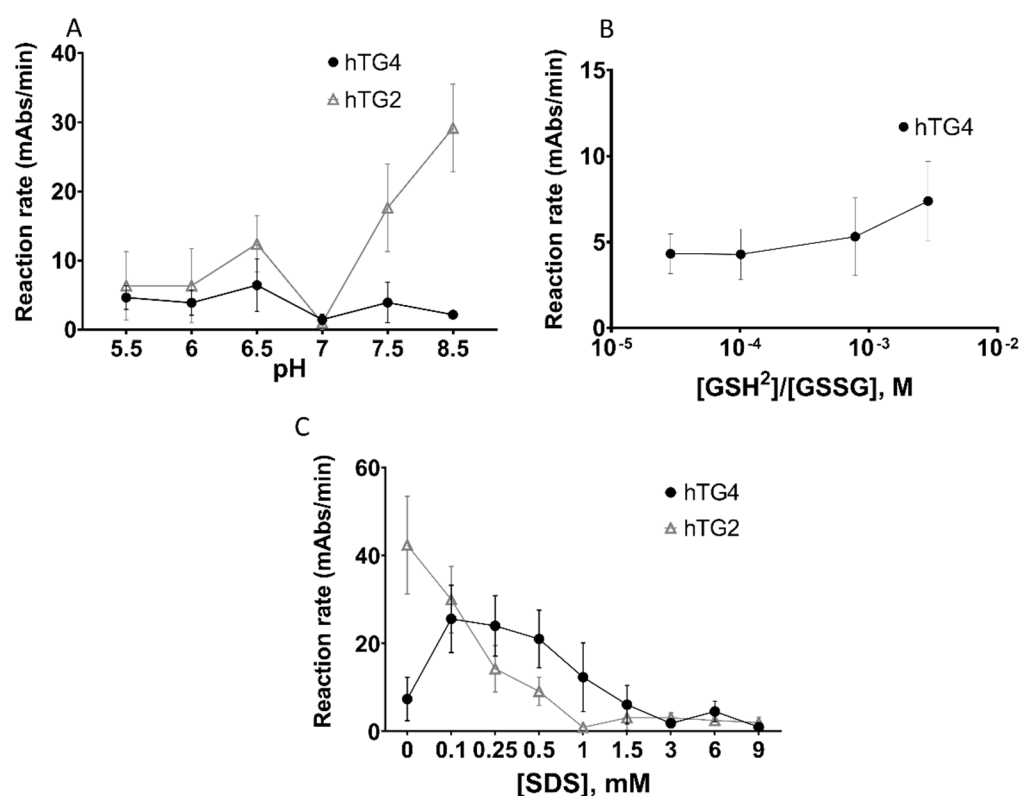 A
Reaction rate (mAbs/min)
40
30
20
10
0
hTG4
hTG2
5.5 6 6.5 7 7.5 8.5
pH
B
Reaction rate (mAbs/min)
15
10
5
0
hTG4
10-5 10-4 10-3 10-2
[GSH2]/[GSSG], M
C
Reaction rate (mAbs/min)
60
40
20
0
hTG4
hTG2
0 0.1 0.25 0.5 1 1.5 3 6 9
[SDS], mM